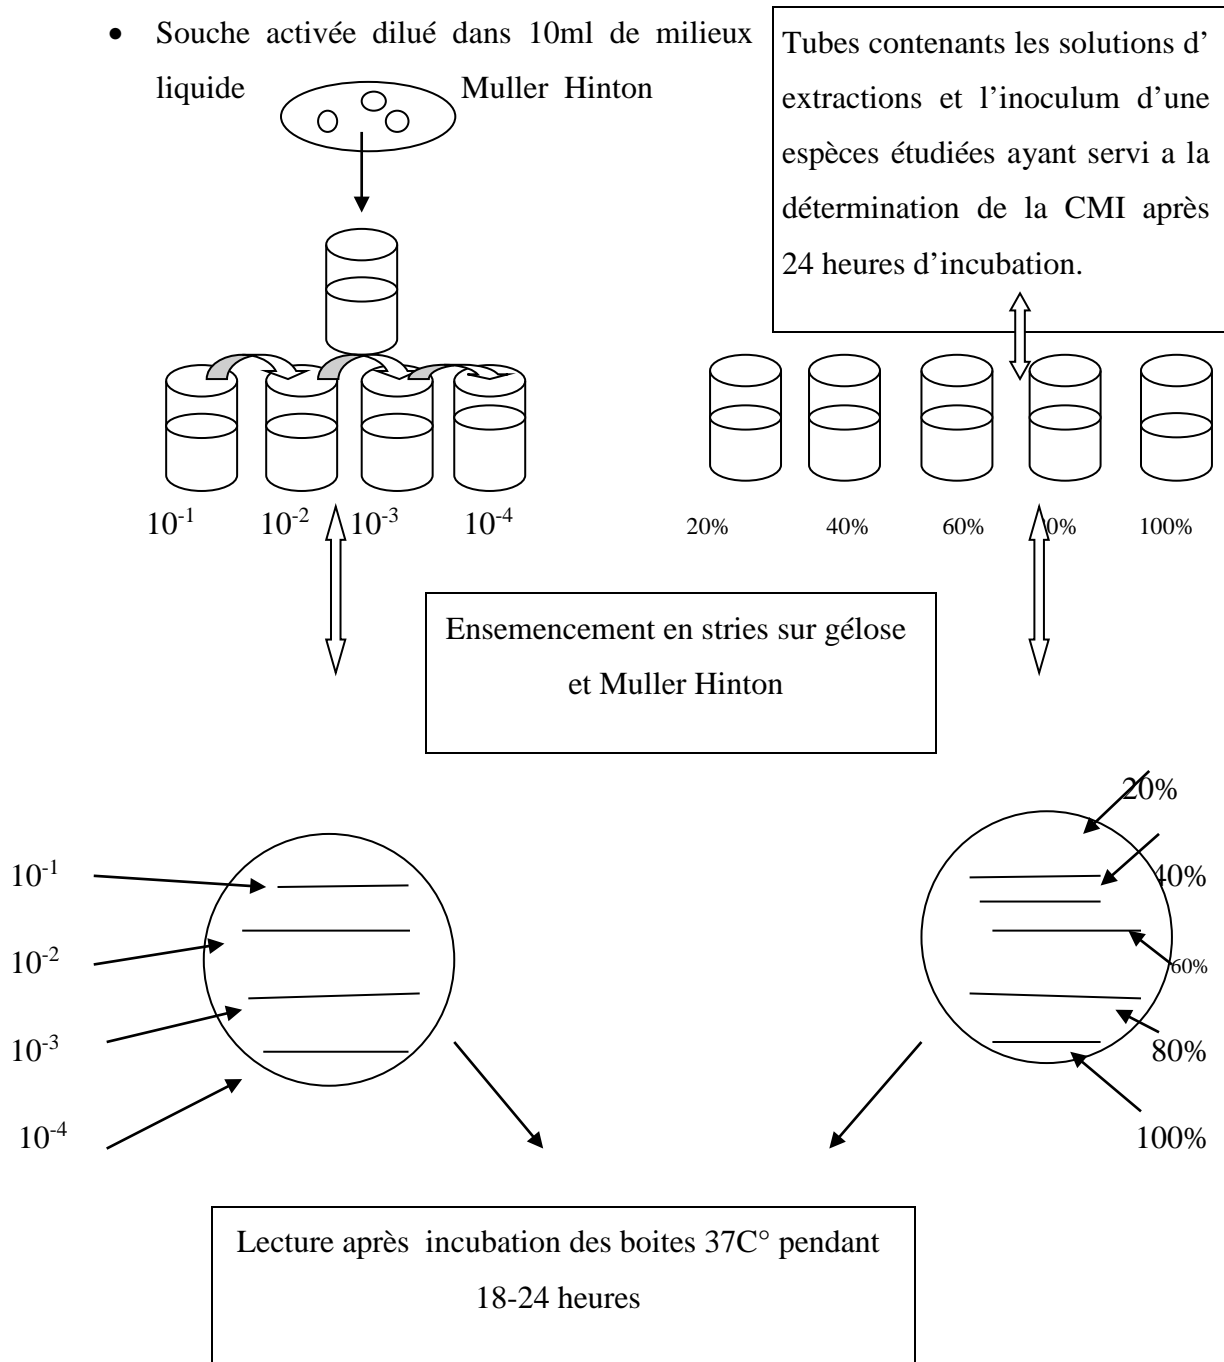 • Souche activée dilué dans 10ml de milieux
liquide Muller Hinton
Tubes contenants les solutions d’
extractions et l’inoculum d’une
espèces étudiées ayant servi a la
détermination de la CMI après
24 heures d’incubation.
10⁻¹ 10⁻² 10⁻³ 10⁻⁴
20% 40% 60% 0% 100%
Ensemencement en stries sur gélose
et Muller Hinton
10⁻¹
10⁻²
10⁻³
10⁻⁴
20%
40%
60%
80%
100%
Lecture après incubation des boites 37C° pendant
18-24 heures